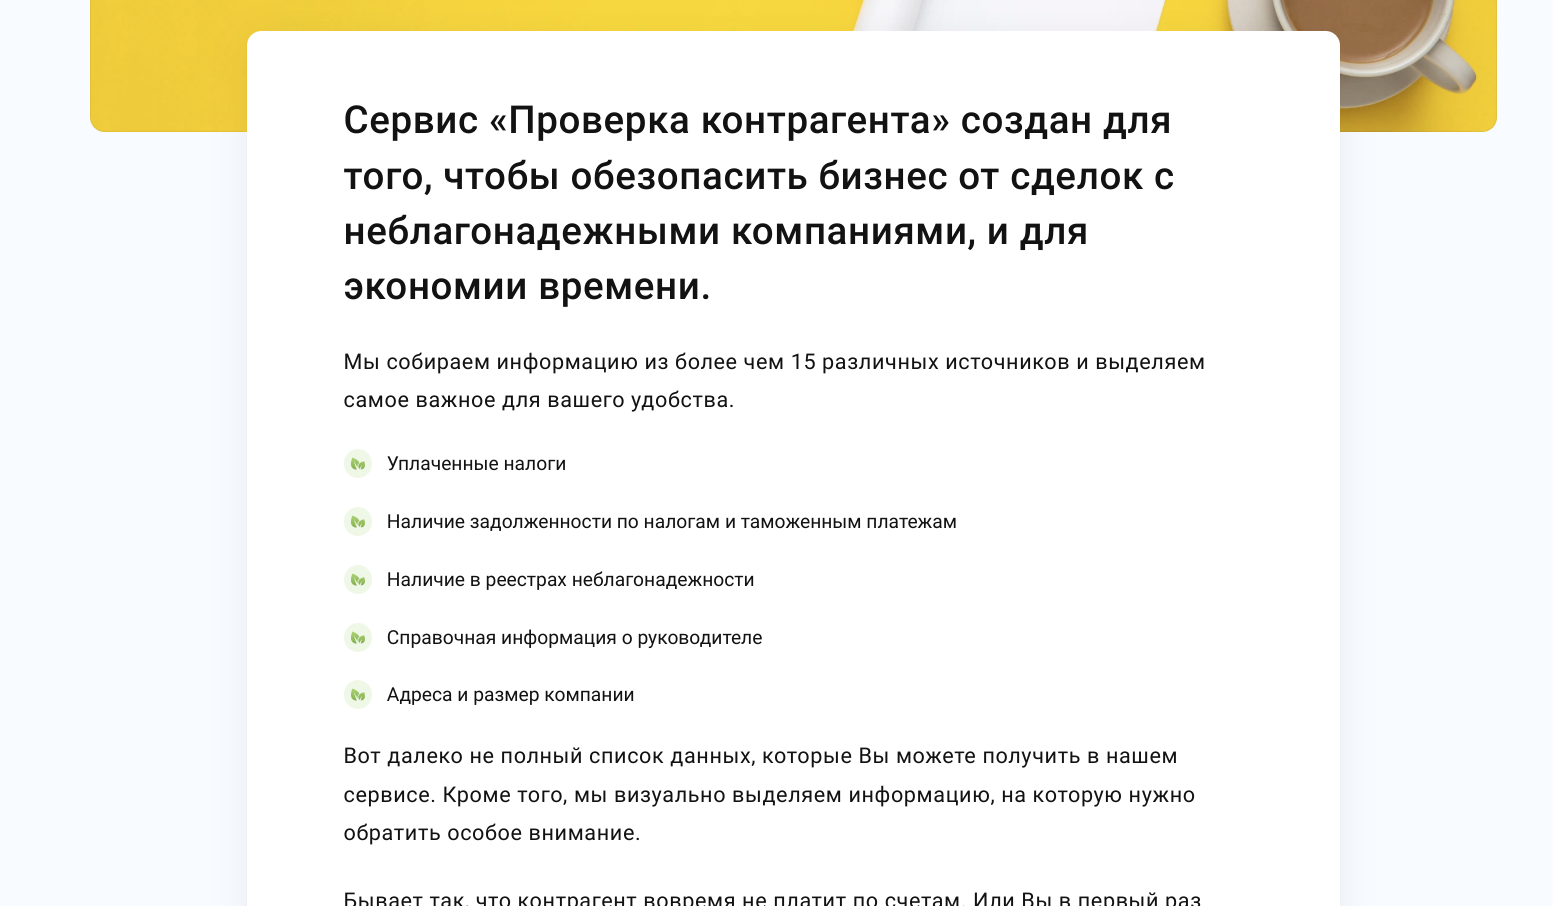 Сервис «Проверка контрагента» создан для
того, чтобы обезопасить бизнес от сделок с
неблагонадежными компаниями, и для
экономии времени.
Мы собираем информацию из более чем 15 различных источников и выделяем
самое важное для вашего удобства.
Уплаченные налоги
Наличие задолженности по налогам и таможенным платежам
Наличие в реестрах неблагонадежности
Справочная информация о руководителе
Адреса и размер компании
Вот далеко не полный список данных, которые Вы можете получить в нашем
сервисе. Кроме того, мы визуально выделяем информацию, на которую нужно
обратить особое внимание.
Бывает так, что контрагент вовремя не платит по счетам. Или Вы в первый раз